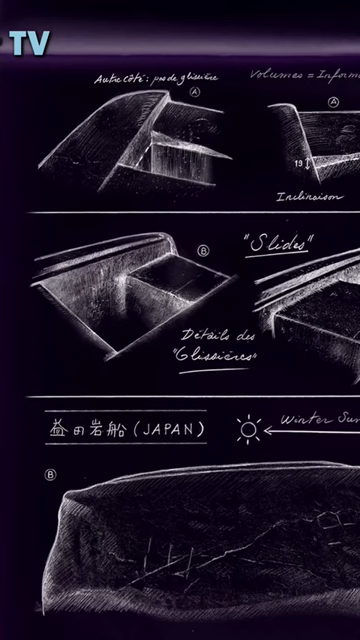 TV
Autre côté: pas de glissière
Volumes = Inform
A
A
19
Inclinaison
B
"Slides"
Détails des
"Glissières"
益田岩船 (JAPAN)
Winter Sun
B